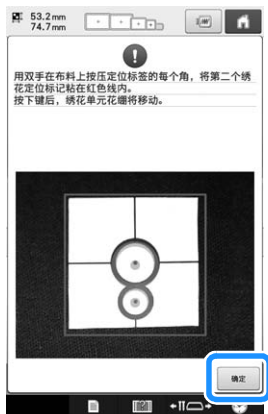 53.2mm
74.7mm
用双手在布料上按压定位标签的每个角，将第二个绣
花定位标记粘在红色线内。
按下键后，绣花单元花绷将移动。
确定